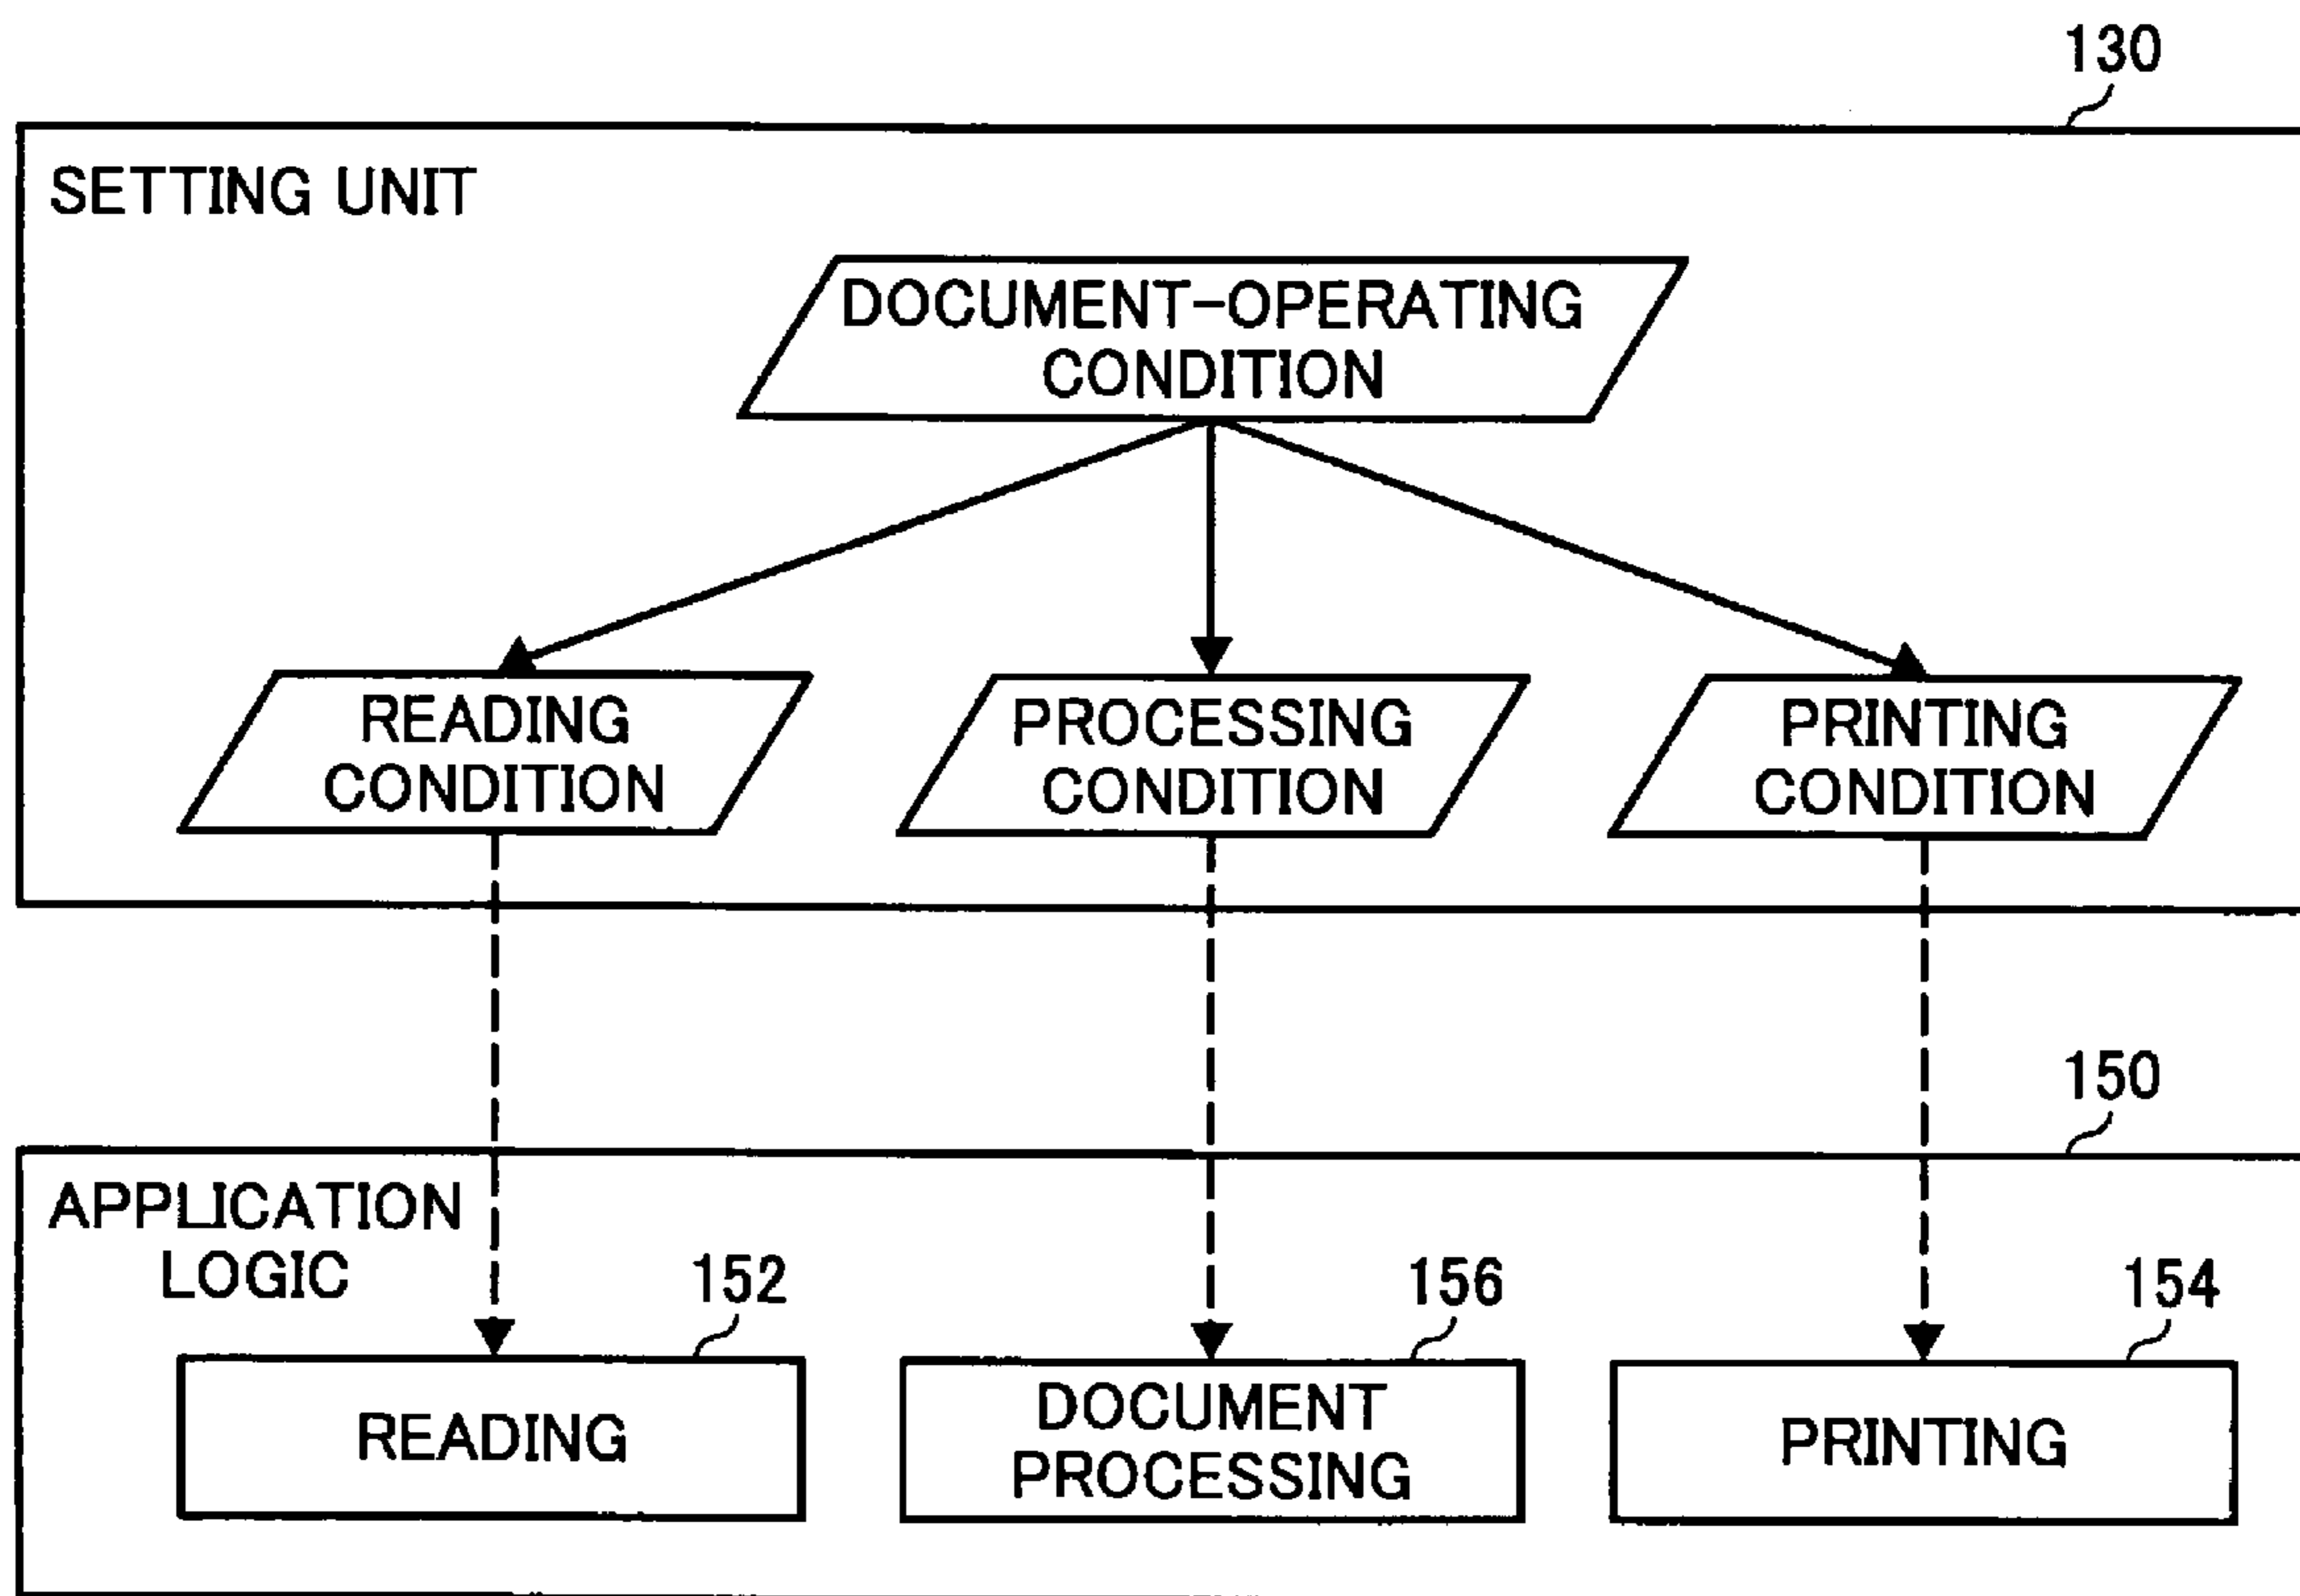 130
SETTING UNIT
DOCUMENT-OPERATING
CONDITION
READING
CONDITION
PROCESSING
CONDITION
PRINTING
CONDITION
150
APPLICATION
LOGIC
152
156
154
READING
DOCUMENT
PROCESSING
PRINTING